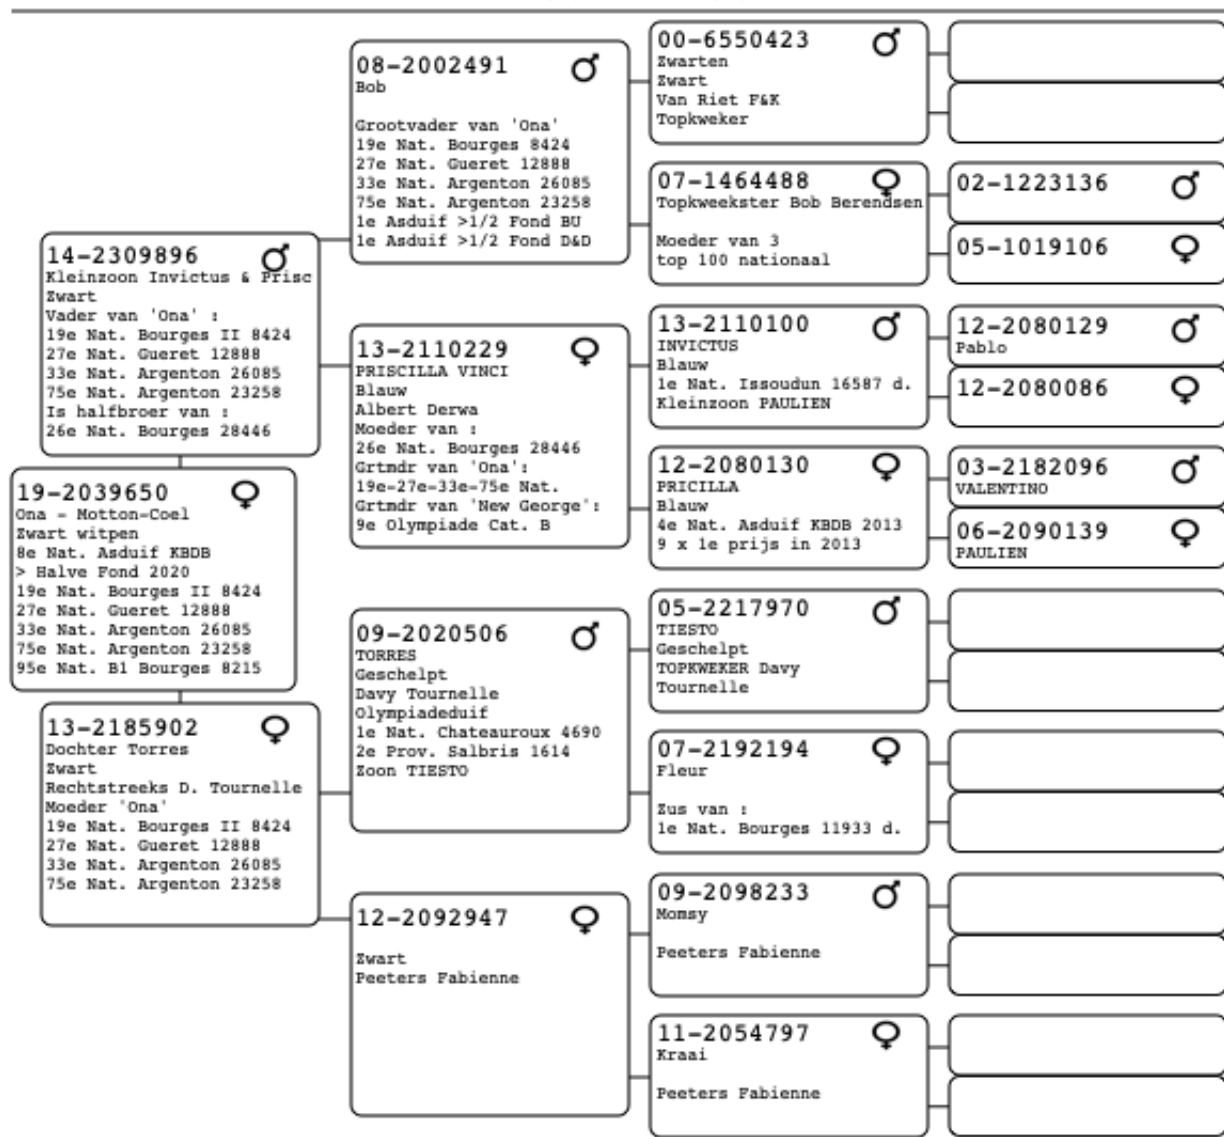 19-2039650
Ona - Motton-Coel
Zwart witpen
8e Nat. Asduif KBDB
> Halve Fond 2020
19e Nat. Bourges II 8424
27e Nat. Gueret 12888
33e Nat. Argenton 26085
75e Nat. Argenton 23258
95e Nat. B1 Bourges 8215
14-2309896
Kleinzoon Invictus & Prisc
Zwart
Vader van 'Ona' :
19e Nat. Bourges II 8424
27e Nat. Gueret 12888
33e Nat. Argenton 26085
75e Nat. Argenton 23258
Is halfbroer van :
26e Nat. Bourges 28446
13-2185902
Dochter Torres
Zwart
Rechtstreeks D. Tournelle
Moeder 'Ona'
19e Nat. Bourges II 8424
27e Nat. Gueret 12888
33e Nat. Argenton 26085
75e Nat. Argenton 23258
08-2002491
Bob
Grootvader van 'Ona'
19e Nat. Bourges 8424
27e Nat. Gueret 12888
33e Nat. Argenton 26085
75e Nat. Argenton 23258
1e Asduif >1/2 Fond BU
1e Asduif >1/2 Fond D&D
13-2110229
PRISCILLA VINCI
Blauw
Albert Derwa
Moeder van :
26e Nat. Bourges 28446
Grtmdr van 'Ona':
19e-27e-33e-75e Nat.
Grtmdr van 'New George':
9e Olympiade Cat. B
09-2020506
TORRES
Geschelpt
Davy Tournelle
Olympiadeduif
1e Nat. Chateauroux 4690
2e Prov. Salbris 1614
Zoon TIESTO
12-2092947
Zwart
Peeters Fabienne
00-6550423
Zwarten
Zwart
Van Riet F&K
Topkweker
07-1464488
Topkweekster Bob Berendsen
Moeder van 3
top 100 nationaal
13-2110100
INVICTUS
Blauw
1e Nat. Issoudun 16587 d.
Kleinzoon PAULIEN
12-2080130
PRICILLA
Blauw
4e Nat. Asduif KBDB 2013
9 x 1e prijs in 2013
05-2217970
TIESTO
Geschelpt
TOPKWEKER Davy
Tournelle
07-2192194
Fleur
Zus van :
1e Nat. Bourges 11933 d.
09-2098233
Momsy
Peeters Fabienne
11-2054797
Kraai
Peeters Fabienne
02-1223136
05-1019106
12-2080129
Pablo
12-2080086
03-2182096
VALENTINO
06-2090139
PAULIEN